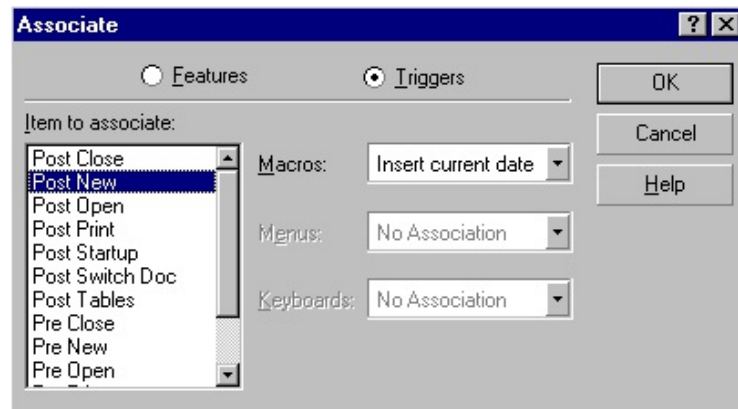 Associate
Features Triggers
Item to associate:
Post Close
Post New
Post Open
Post Print
Post Startup
Post Switch Doc
Post Tables
Pre Close
Pre New
Pre Open
Macros: Insert current date
Menus: No Association
Keyboards: No Association
OK
Cancel
Help